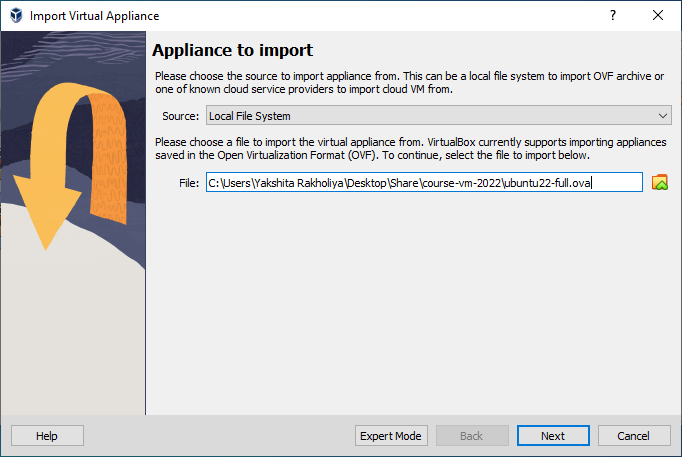 Import Virtual Appliance
?
Appliance to import
Please choose the source to import appliance from. This can be a local file system to import OVF archive or
one of known cloud service providers to import cloud VM from.
Source: Local File System
Please choose a file to import the virtual appliance from. VirtualBox currently supports importing appliances
saved in the Open Virtualization Format (OVF). To continue, select the file to import below.
File: C:\Users\Yakshita Rakholiya\Desktop\Share\course-vm-2022\ubuntu22-full.ova
Help Expert Mode Back Next Cancel